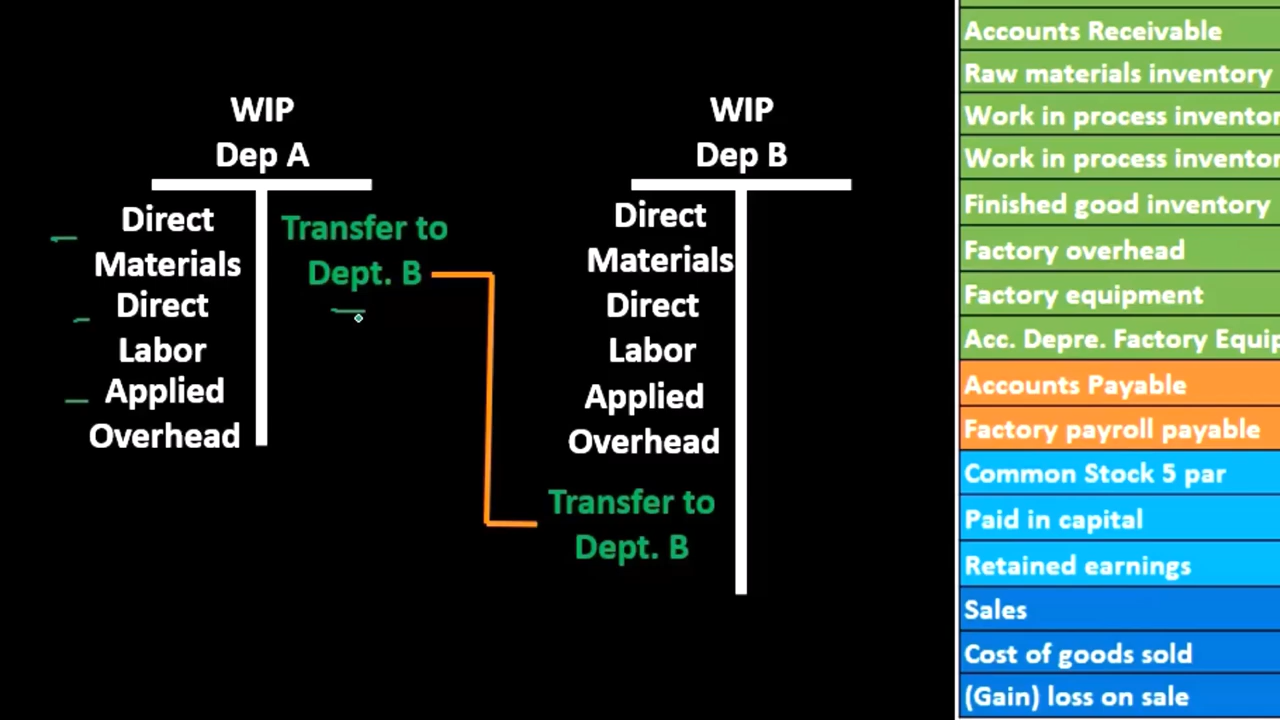 WIP
Dep A
Direct
Materials
Direct
Labor
Applied
Overhead
Transfer to
Dept. B
WIP
Dep B
Direct
Materials
Direct
Labor
Applied
Overhead
Transfer to
Dept. B
Accounts Receivable
Raw materials inventory
Work in process inventor
Work in process inventor
Finished good inventory
Factory overhead
Factory equipment
Acc. Depre. Factory Equip
Accounts Payable
Factory payroll payable
Common Stock 5 par
Paid in capital
Retained earnings
Sales
Cost of goods sold
(Gain) loss on sale